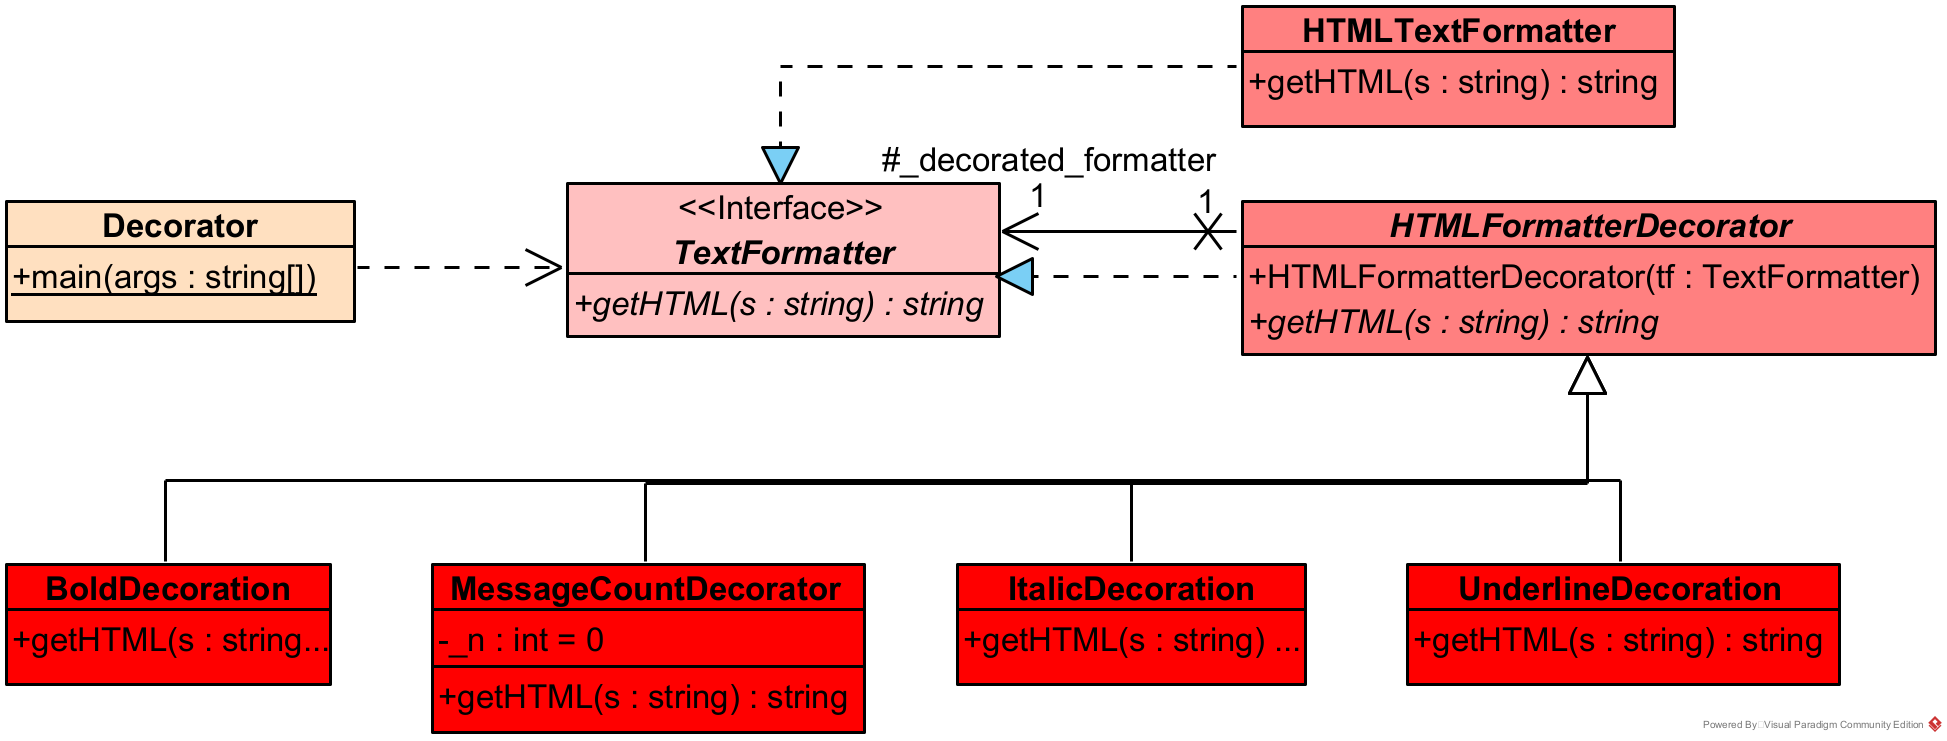 HTMLTextFormatter
+getHTML(s : string) : string
#_decorated_formatter
1
1
Decorator
+main(args : string[])
<<Interface>>
TextFormatter
+getHTML(s : string) : string
HTMLFormatterDecorator
+HTMLFormatterDecorator(tf : TextFormatter)
+getHTML(s : string) : string
BoldDecoration
+getHTML(s : string...
MessageCountDecorator
-_n : int = 0
+getHTML(s : string) : string
ItalicDecoration
+getHTML(s : string) ...
UnderlineDecoration
+getHTML(s : string) : string
Powered By Visual Paradigm Community Edition